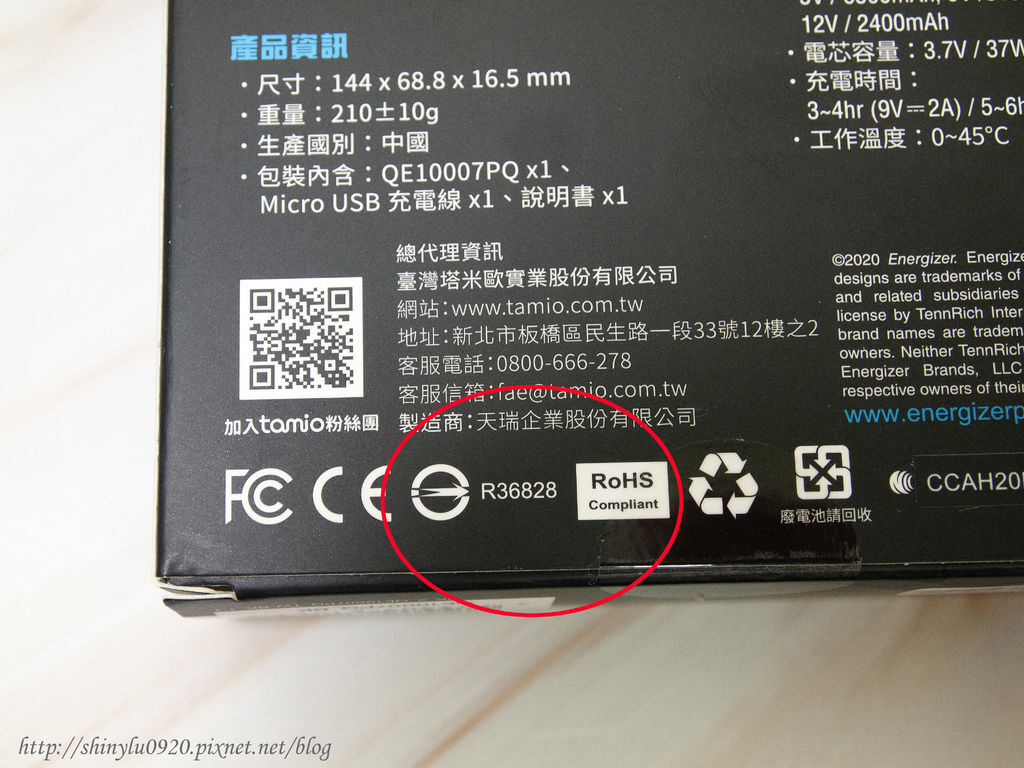 產品資訊
・尺寸：144 x 68.8 x 16.5 mm
・重量：210±10g
・生產國別：中國
・包裝內含：QE10007PQ x1、
Micro USB 充電線 x1、說明書 x1
12V / 2400mAh
・電芯容量：3.7V / 37W
・充電時間：
3~4hr (9V⎓2A) / 5~6h
・工作溫度：0~45°C
總代理資訊
臺灣塔米歐實業股份有限公司
網站：www.tamio.com.tw
地址：新北市板橋區民生路一段33號12樓之2
客服電話：0800-666-278
客服信箱：fae@tamio.com.tw
製造商：天瑞企業股份有限公司
加入tamio粉絲團
©2020 Energizer. Energize
designs are trademarks of
and related subsidiaries
license by TennRich Inter
brand names are tradem
owners. Neither TennRich
Energizer Brands, LLC
respective owners of their
www.energizerp
FC CE R36828 RoHS
Compliant
廢電池請回收
CCAH20
http://shinylu0920.pixnet.net/blog